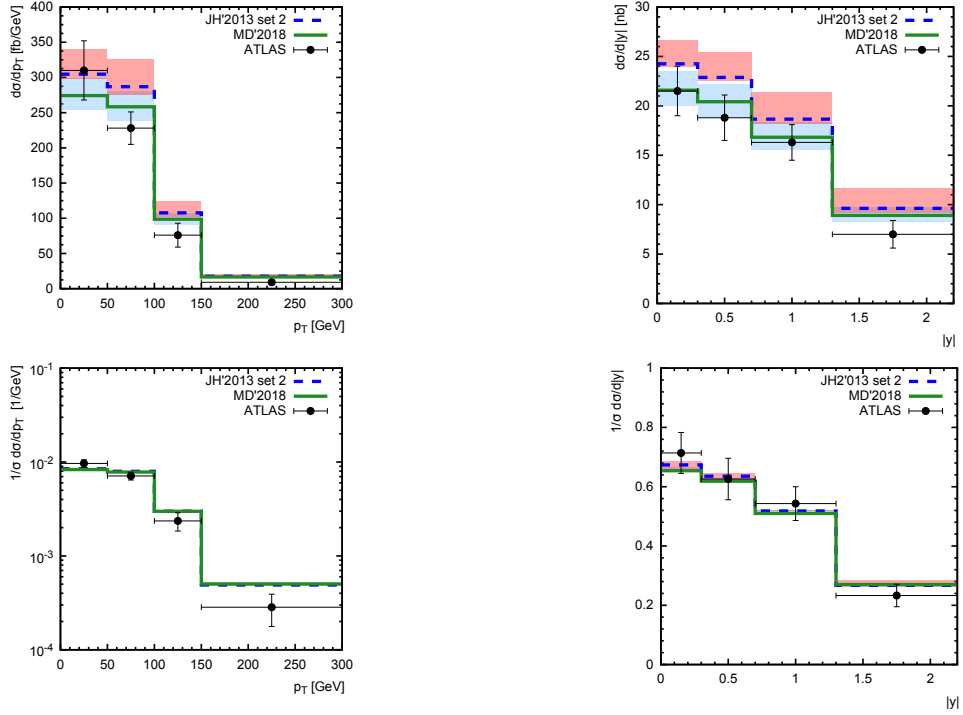 dσ/dp_T [fb/GeV]
400
350
300
250
200
150
100
50
0
JH'2013 set 2
MD'2018
ATLAS
0 50 100 150 200 250 300
p_T [GeV]
dσ/d|y| [nb]
30
25
20
15
10
5
0
JH'2013 set 2
MD'2018
ATLAS
0 0.5 1 1.5 2
|y|
1/σ dσ/dp_T [1/GeV]
10^-1
10^-2
10^-3
10^-4
JH'2013 set 2
MD'2018
ATLAS
0 50 100 150 200 250 300
p_T [GeV]
1/σ dσ/d|y|
1
0.8
0.6
0.4
0.2
0
JH2'013 set 2
MD'2018
ATLAS
0 0.5 1 1.5 2
|y|